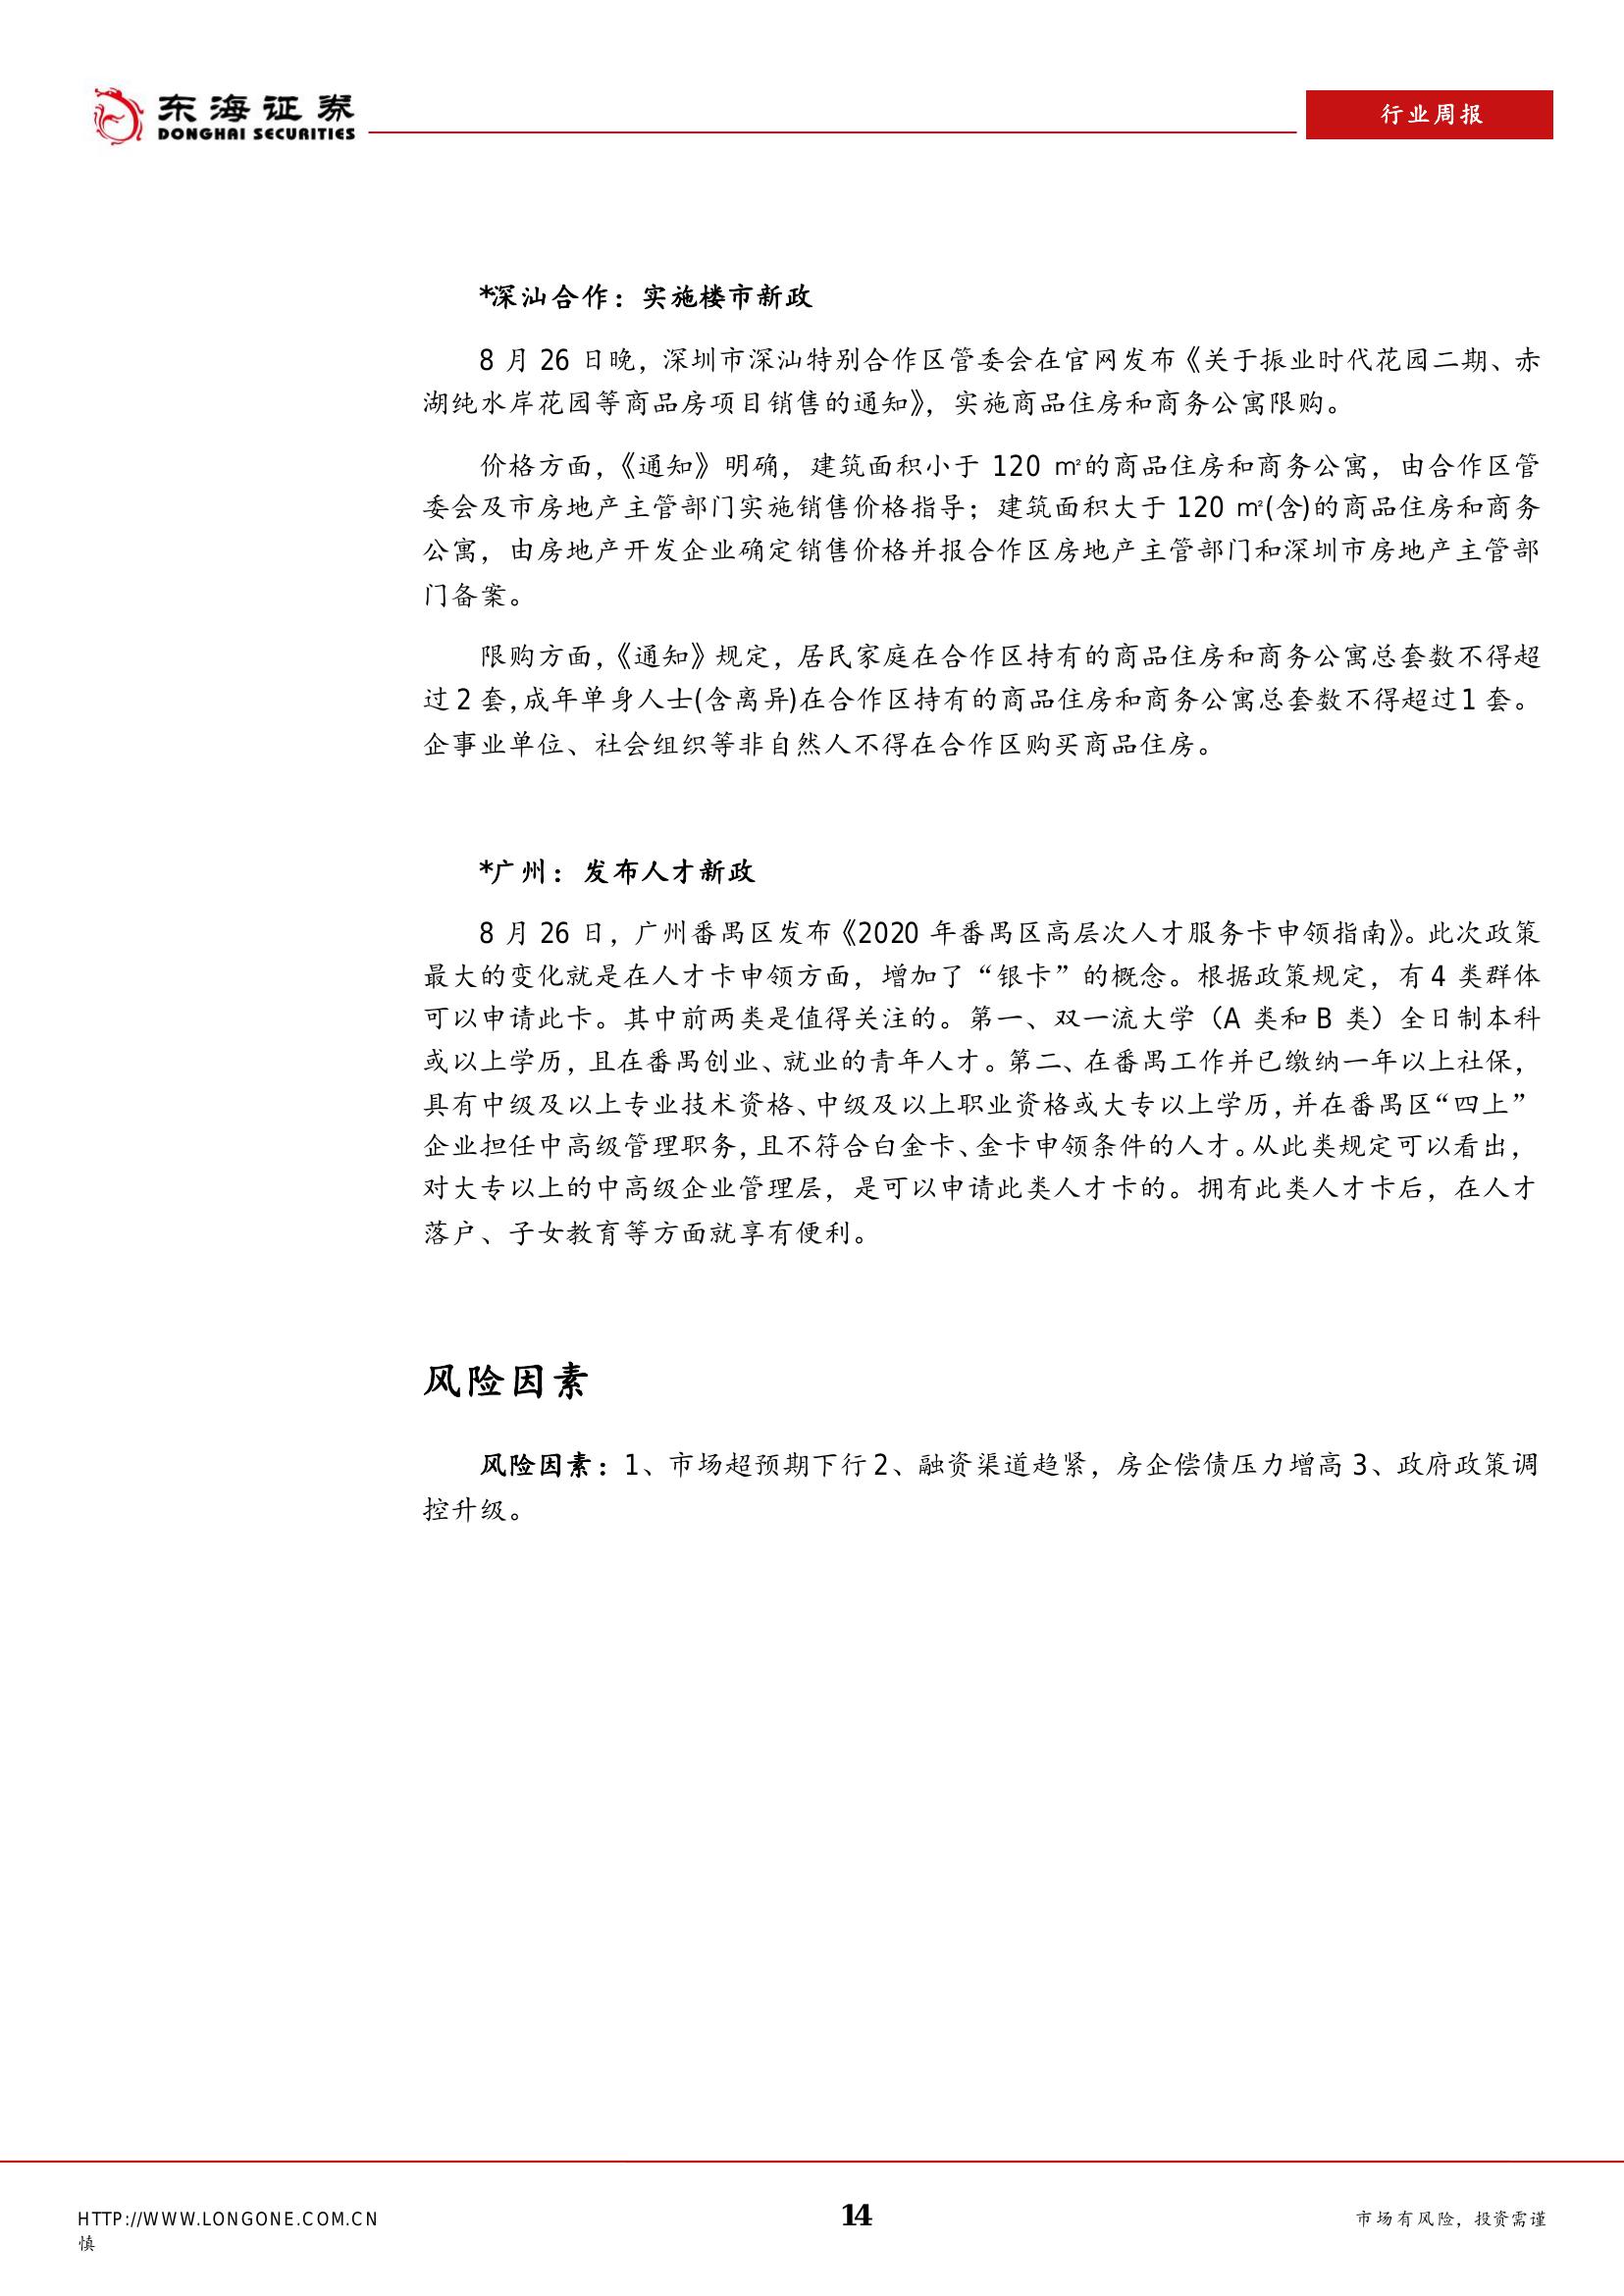 东海证券
DONGHAI SECURITIES
行业周报
*深汕合作：实施楼市新政
8 月 26 日晚，深圳市深汕特别合作区管委会在官网发布《关于振业时代花园二期、赤
湖纯水岸花园等商品房项目销售的通知》，实施商品住房和商务公寓限购。
价格方面，《通知》明确，建筑面积小于 120 ㎡的商品住房和商务公寓，由合作区管
委会及市房地产主管部门实施销售价格指导；建筑面积大于 120 ㎡(含)的商品住房和商务
公寓，由房地产开发企业确定销售价格并报合作区房地产主管部门和深圳市房地产主管部
门备案。
限购方面，《通知》规定，居民家庭在合作区持有的商品住房和商务公寓总套数不得超
过 2 套，成年单身人士(含离异)在合作区持有的商品住房和商务公寓总套数不得超过 1 套。
企事业单位、社会组织等非自然人不得在合作区购买商品住房。
*广州：发布人才新政
8 月 26 日，广州番禺区发布《2020 年番禺区高层次人才服务卡申领指南》。此次政策
最大的变化就是在人才卡申领方面，增加了“银卡”的概念。根据政策规定，有 4 类群体
可以申请此卡。其中前两类是值得关注的。第一、双一流大学（A 类和 B 类）全日制本科
或以上学历，且在番禺创业、就业的青年人才。第二、在番禺工作并已缴纳一年以上社保，
具有中级及以上专业技术资格、中级及以上职业资格或大专以上学历，并在番禺区“四上”
企业担任中高级管理职务，且不符合白金卡、金卡申领条件的人才。从此类规定可以看出，
对大专以上的中高级企业管理层，是可以申请此类人才卡的。拥有此类人才卡后，在人才
落户、子女教育等方面就享有便利。
风险因素
风险因素：1、市场超预期下行 2、融资渠道趋紧，房企偿债压力增高 3、政府政策调
控升级。
HTTP://WWW.LONGONE.COM.CN
14
市场有风险，投资需谨
慎